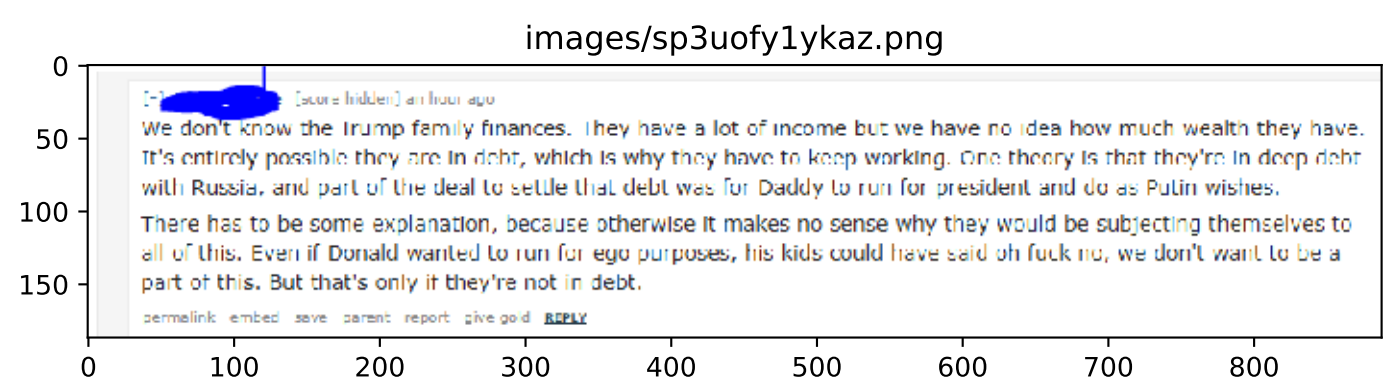 images/sp3uofy1ykaz.png
[-] [score hidden] an hour ago
We don't know the Trump family finances. They have a lot of income but we have no idea how much wealth they have.
It's entirely possible they are in debt, which is why they have to keep working. One theory is that they're in deep debt
with Russia, and part of the deal to settle that debt was for Daddy to run for president and do as Putin wishes.
There has to be some explanation, because otherwise it makes no sense why they would be subjecting themselves to
all of this. Even if Donald wanted to run for ego purposes, his kids could have said oh fuck no, we don't want to be a
part of this. But that's only if they're not in debt.
permalink embed save parent report give gold REPLY
0
50
100
150
0 100 200 300 400 500 600 700 800